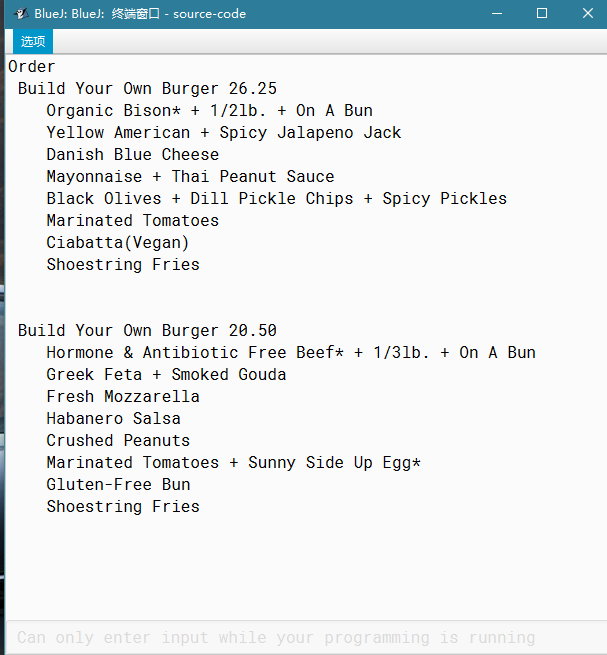 BlueJ: BlueJ: 终端窗口 - source-code
选项
Order
Build Your Own Burger 26.25
Organic Bison* + 1/2lb. + On A Bun
Yellow American + Spicy Jalapeno Jack
Danish Blue Cheese
Mayonnaise + Thai Peanut Sauce
Black Olives + Dill Pickle Chips + Spicy Pickles
Marinated Tomatoes
Ciabatta(Vegan)
Shoestring Fries
Build Your Own Burger 20.50
Hormone & Antibiotic Free Beef* + 1/3lb. + On A Bun
Greek Feta + Smoked Gouda
Fresh Mozzarella
Habanero Salsa
Crushed Peanuts
Marinated Tomatoes + Sunny Side Up Egg*
Gluten-Free Bun
Shoestring Fries
Can only enter input while your programming is running